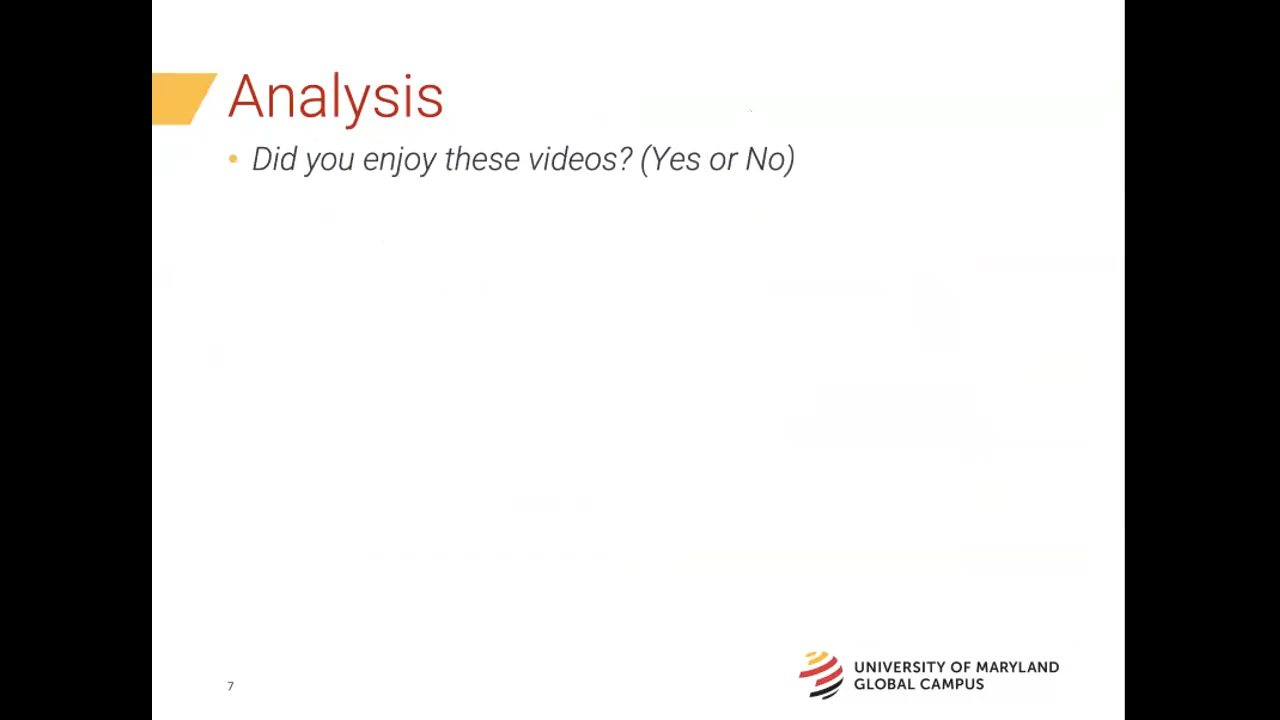 Analysis
• Did you enjoy these videos? (Yes or No)
7
UNIVERSITY OF MARYLAND
GLOBAL CAMPUS